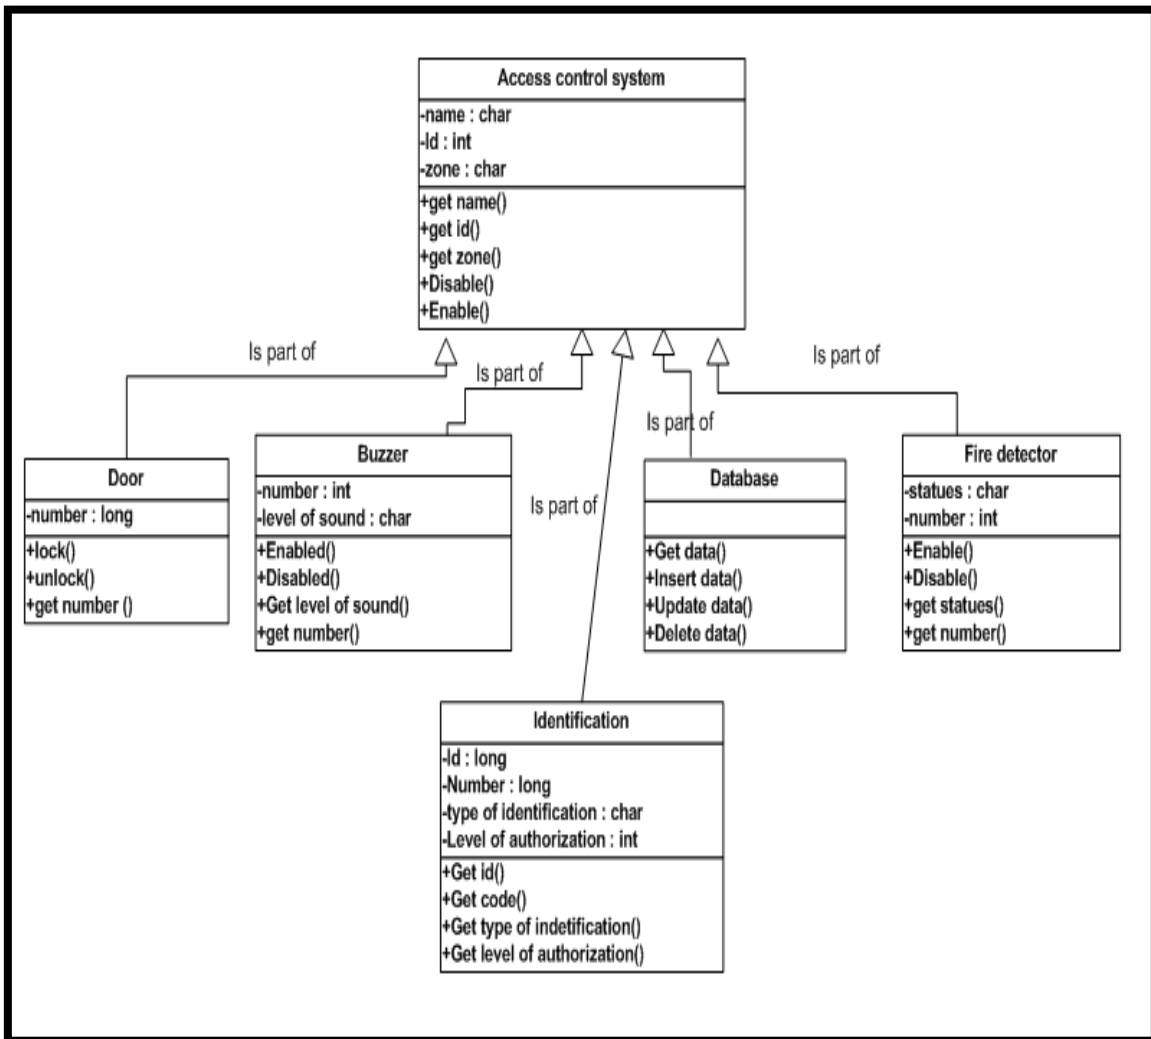 Access control system
-name : char
-Id : int
-zone : char
+get name()
+get id()
+get zone()
+Disable()
+Enable()
Is part of
Is part of
Is part of
Is part of
Is part of
Door
-number : long
+lock()
+unlock()
+get number ()
Buzzer
-number : int
-level of sound : char
+Enabled()
+Disabled()
+Get level of sound()
+get number()
Database
+Get data()
+Insert data()
+Update data()
+Delete data()
Fire detector
-statues : char
-number : int
+Enable()
+Disable()
+get statues()
+get number()
Identification
-Id : long
-Number : long
-type of identification : char
-Level of authorization : int
+Get id()
+Get code()
+Get type of indetification()
+Get level of authorization()